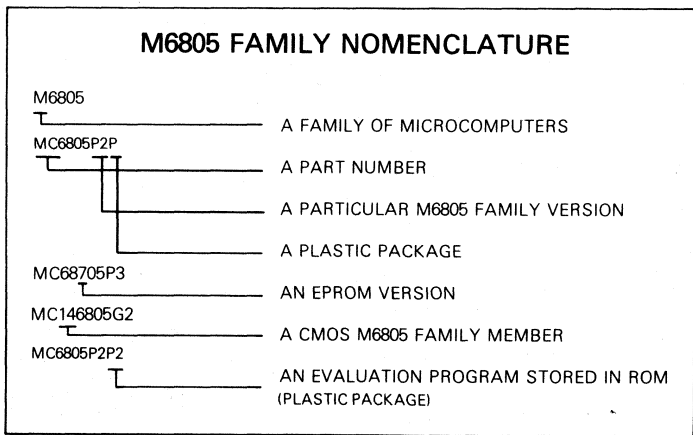 M6805 FAMILY NOMENCLATURE
M6805
A FAMILY OF MICROCOMPUTERS
MC6805P2P
A PART NUMBER
A PARTICULAR M6805 FAMILY VERSION
A PLASTIC PACKAGE
MC68705P3
AN EPROM VERSION
MC146805G2
A CMOS M6805 FAMILY MEMBER
MC6805P2P2
AN EVALUATION PROGRAM STORED IN ROM
(PLASTIC PACKAGE)